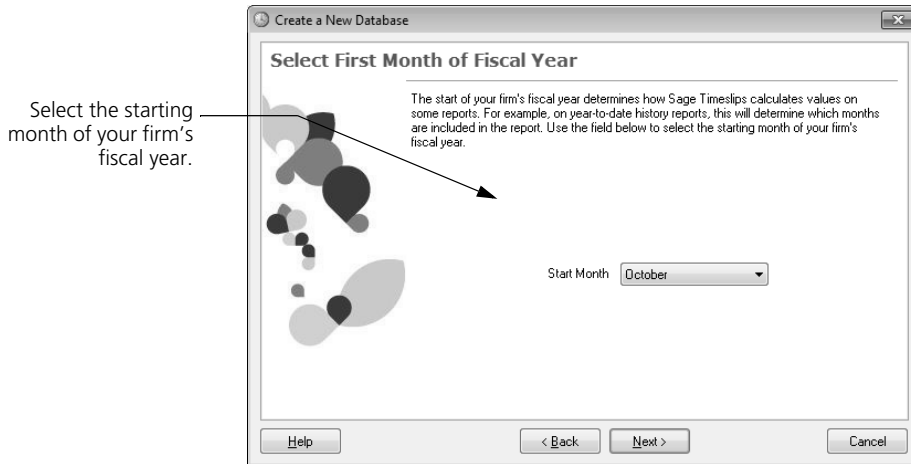 Create a New Database
Select First Month of Fiscal Year
Select the starting
month of your firm's
fiscal year.
The start of your firm's fiscal year determines how Sage Timeslips calculates values on
some reports. For example, on year-to-date history reports, this will determine which months
are included in the report. Use the field below to select the starting month of your firm's
fiscal year.
Start Month October
Help < Back Next > Cancel